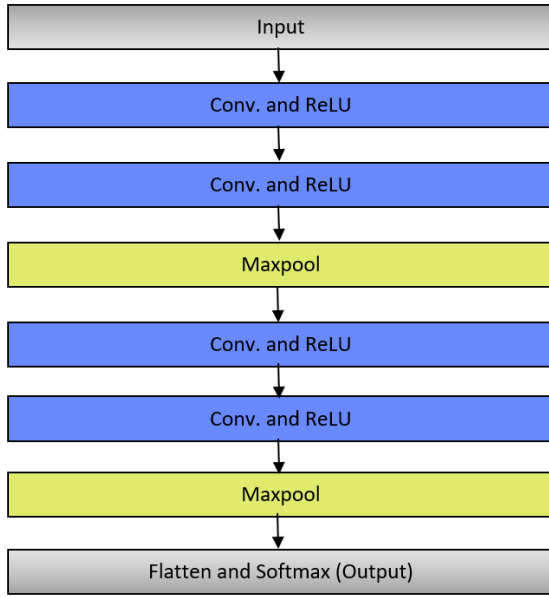 Input
Conv. and ReLU
Conv. and ReLU
Maxpool
Conv. and ReLU
Conv. and ReLU
Maxpool
Flatten and Softmax (Output)